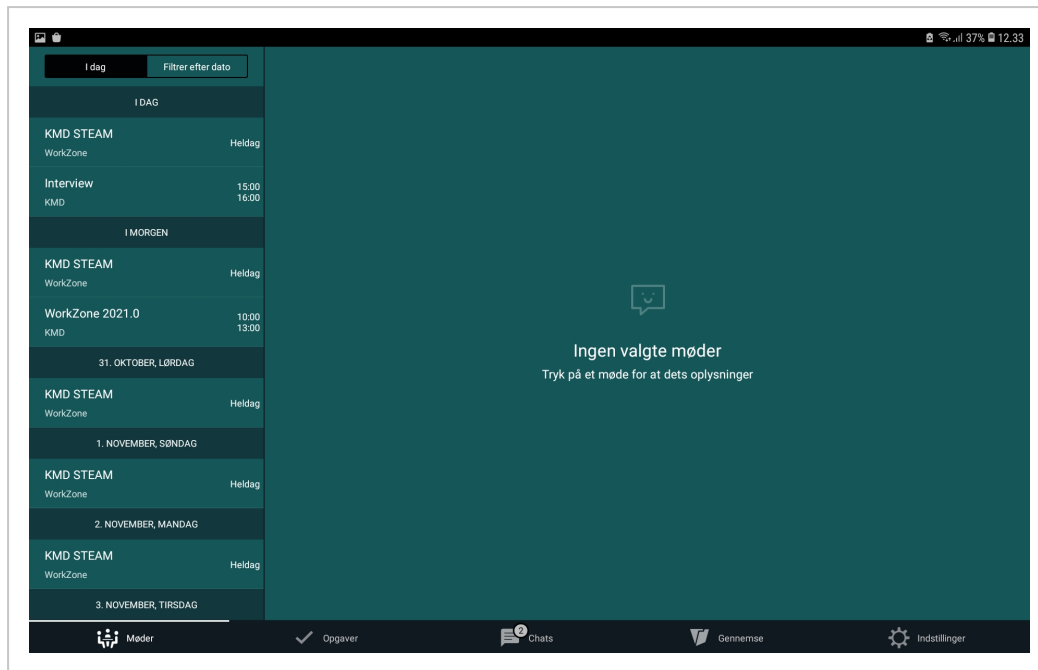 37% 12.33
I dag
Filtrer efter dato
I DAG
KMD STEAM
Heldag
WorkZone
Interview
15:00
KMD
16:00
I MORGEN
KMD STEAM
Heldag
WorkZone
WorkZone 2021.0
10:00
KMD
13:00
31. OKTOBER, LØRDAG
KMD STEAM
Heldag
WorkZone
1. NOVEMBER, SØNDAG
KMD STEAM
Heldag
WorkZone
2. NOVEMBER, MANDAG
KMD STEAM
Heldag
WorkZone
3. NOVEMBER, TIRSDAG
Ingen valgte møder
Tryk på et møde for at dets oplysninger
Møder
Opgaver
2
Chats
Gennemse
Indstillinger